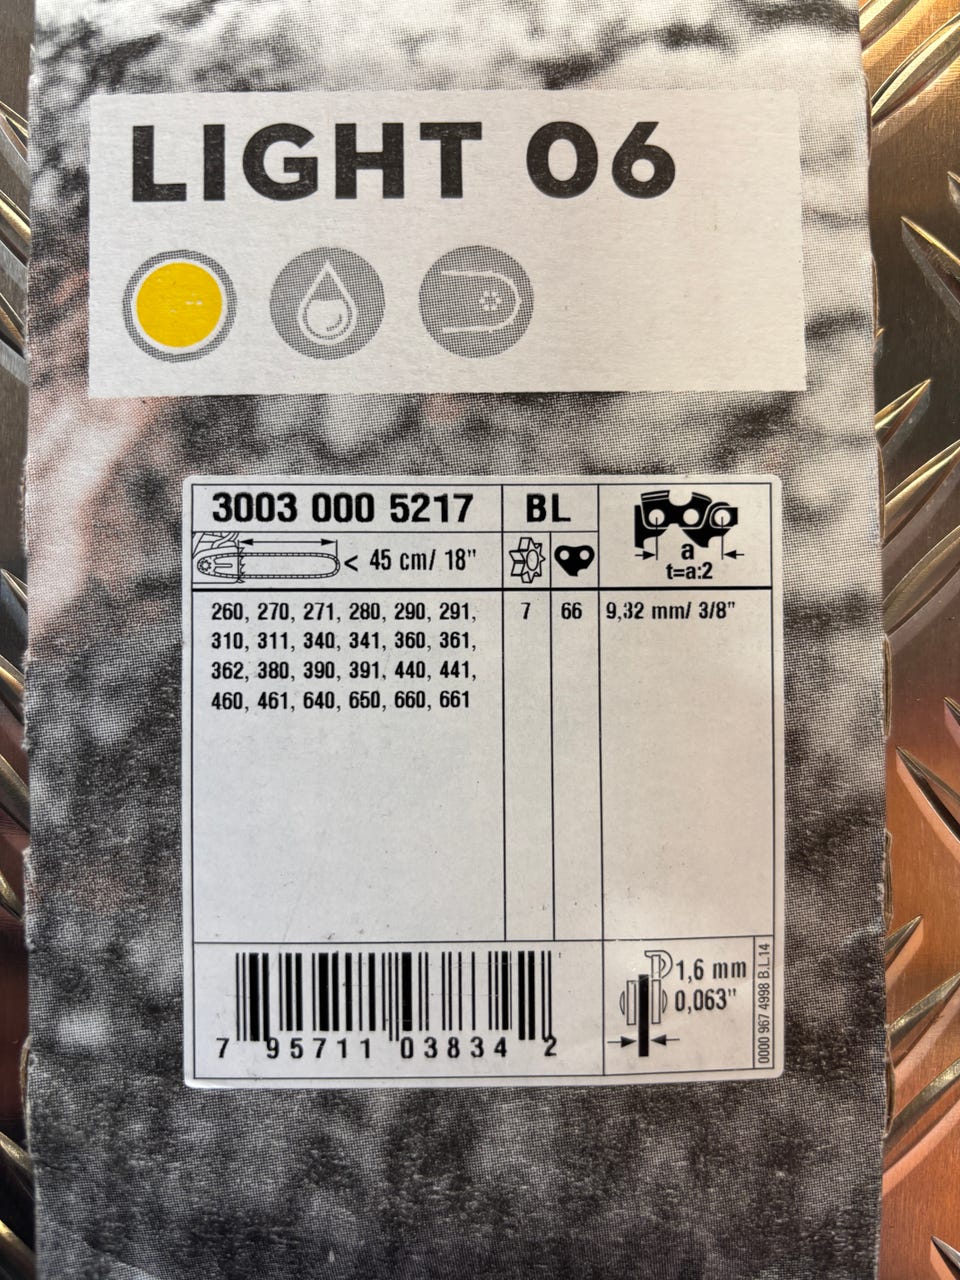 LIGHT 06
3003 000 5217
BL
a
t=a:2
< 45 cm/ 18"
260, 270, 271, 280, 290, 291,
310, 311, 340, 341, 360, 361,
362, 380, 390, 391, 440, 441,
460, 461, 640, 650, 660, 661
7
66
9,32 mm/ 3/8"
7 95711 03834 2
1,6 mm
0,063"
0000 967 4998 B.L.14